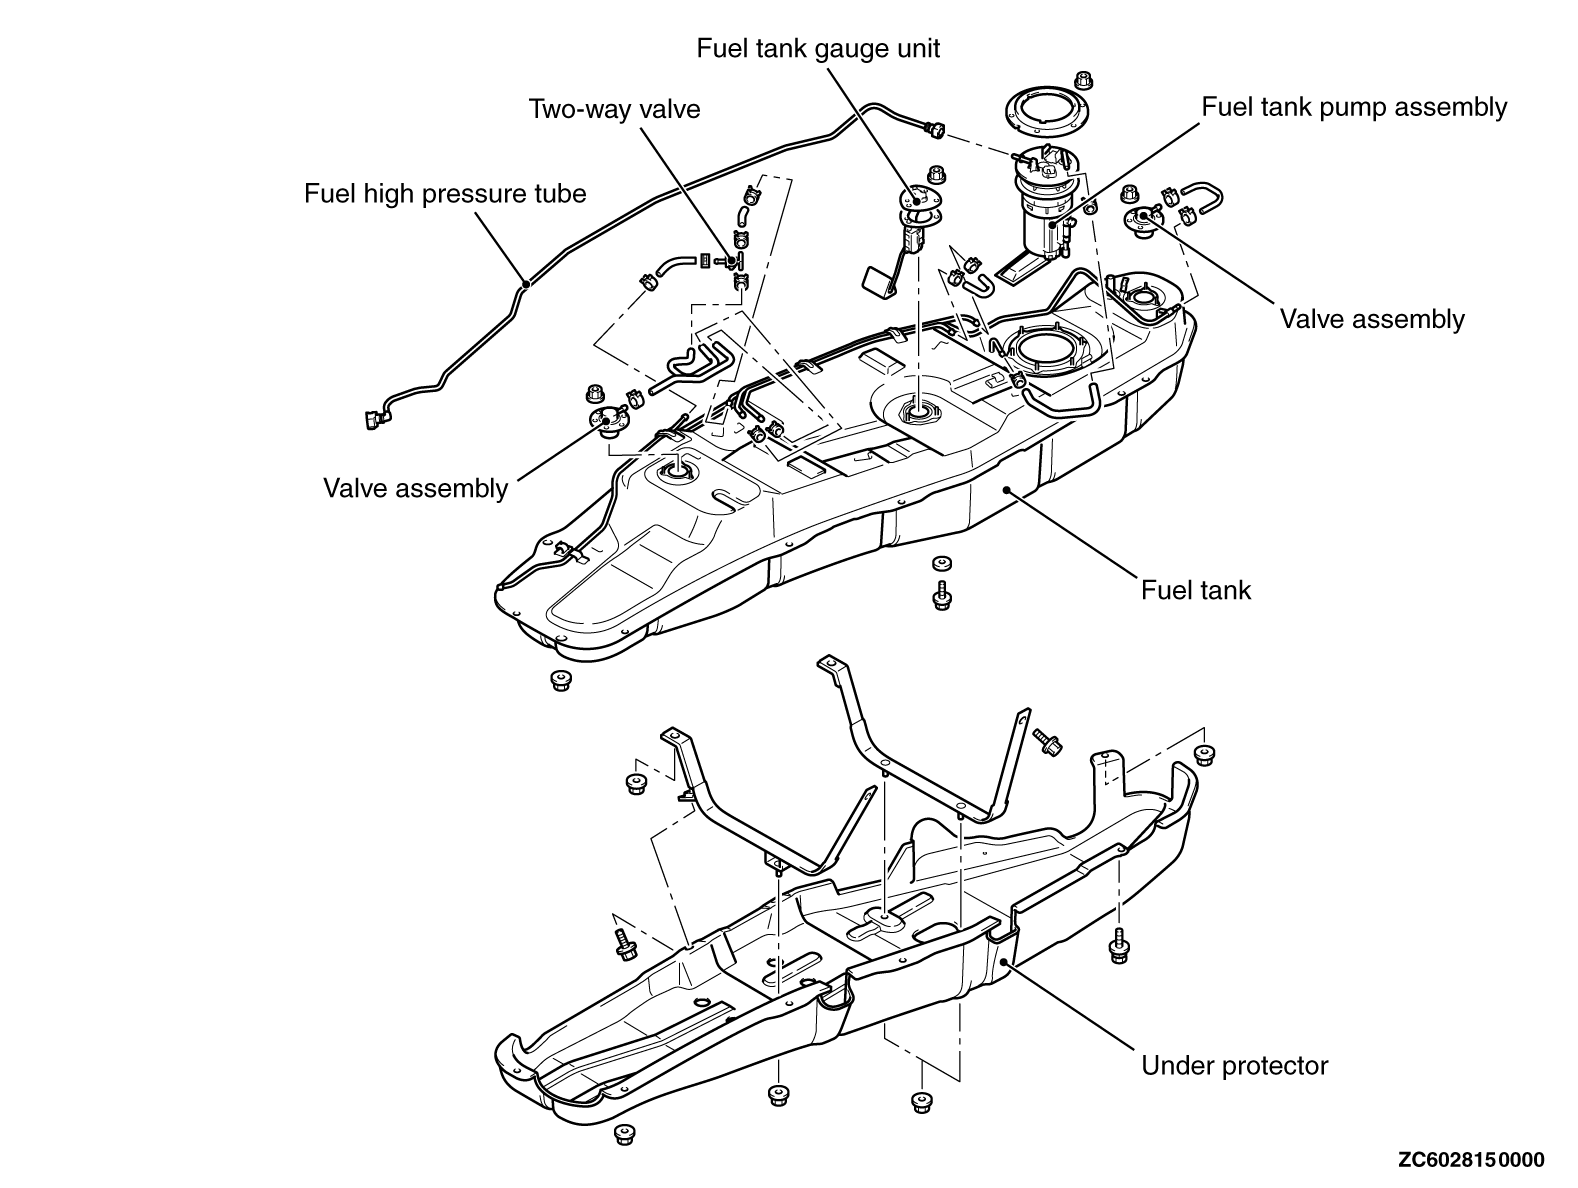 Fuel tank gauge unit
Two-way valve
Fuel tank pump assembly
Fuel high pressure tube
Valve assembly
Valve assembly
Fuel tank
Under protector
ZC6028150000